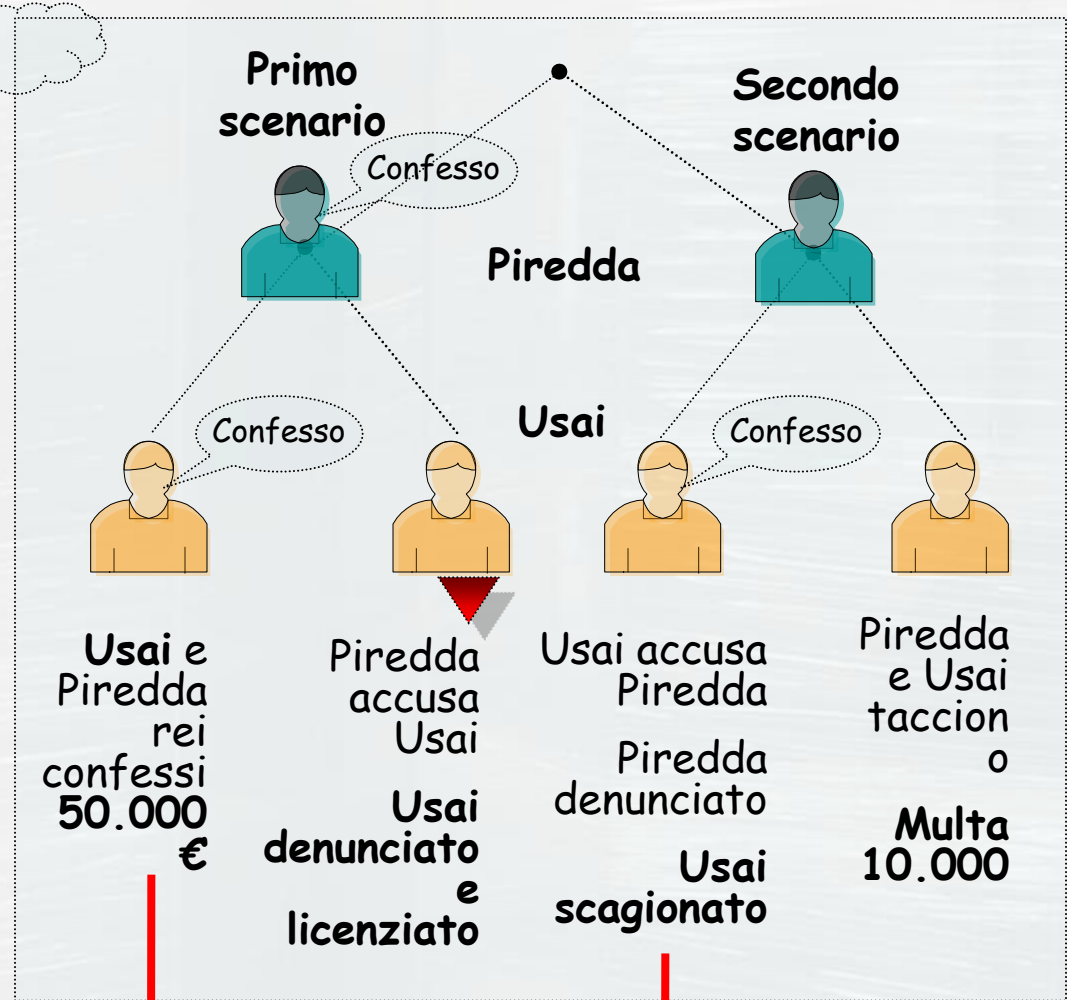 Primo
scenario
Secondo
scenario
Confesso
Piredda
Usai
Confesso
Confesso
Usai e
Piredda
rei
confessi
50.000
€
Piredda
accusa
Usai
Usai
denunciato
e
licenziato
Usai accusa
Piredda
Piredda
denunciato
Usai
scagionato
Piredda
e Usai
taccion
o
Multa
10.000